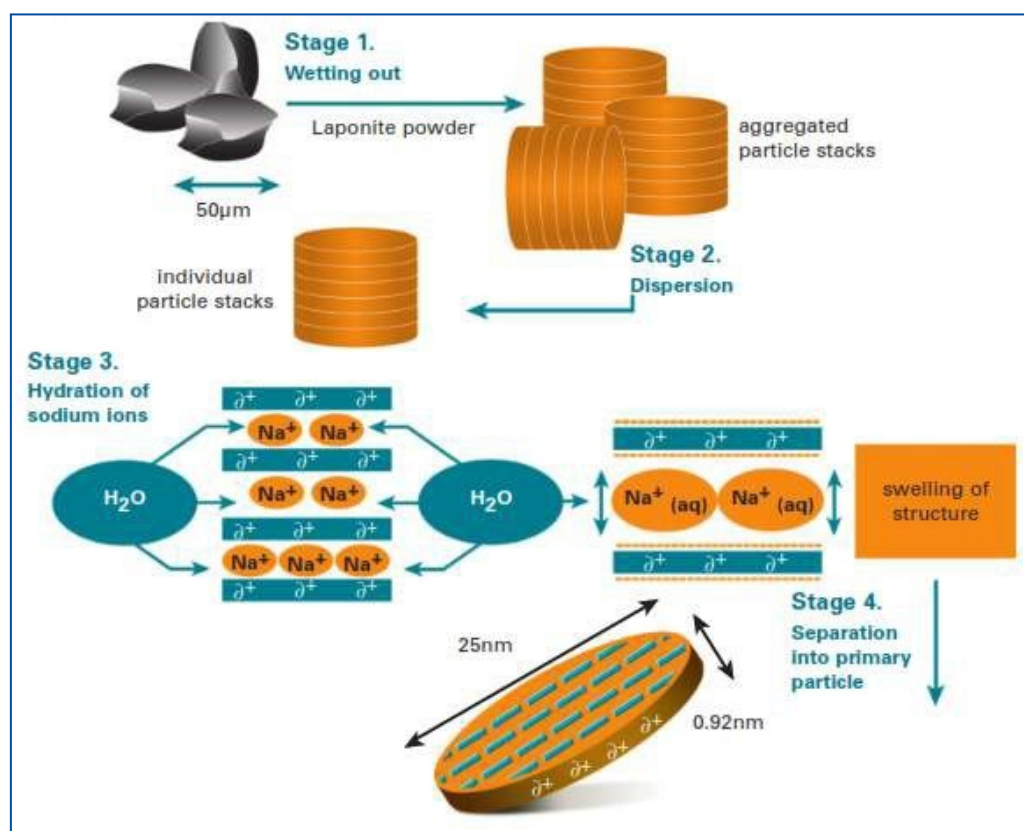 Stage 1.
Wetting out
Laponite powder
50µm
aggregated
particle stacks
individual
particle stacks
Stage 2.
Dispersion
Stage 3.
Hydration of
sodium ions
∂+ ∂+ ∂+
Na+ Na+
∂+ ∂+ ∂+
H2O
Na+ Na+
H2O
∂+ ∂+ ∂+
Na+ Na+ Na+
∂+ ∂+ ∂+
∂+ ∂+ ∂+
Na+ (aq) Na+ (aq)
∂+ ∂+ ∂+
swelling of
structure
Stage 4.
Separation
into primary
particle
25nm
0.92nm
∂+ ∂+ ∂+ ∂+